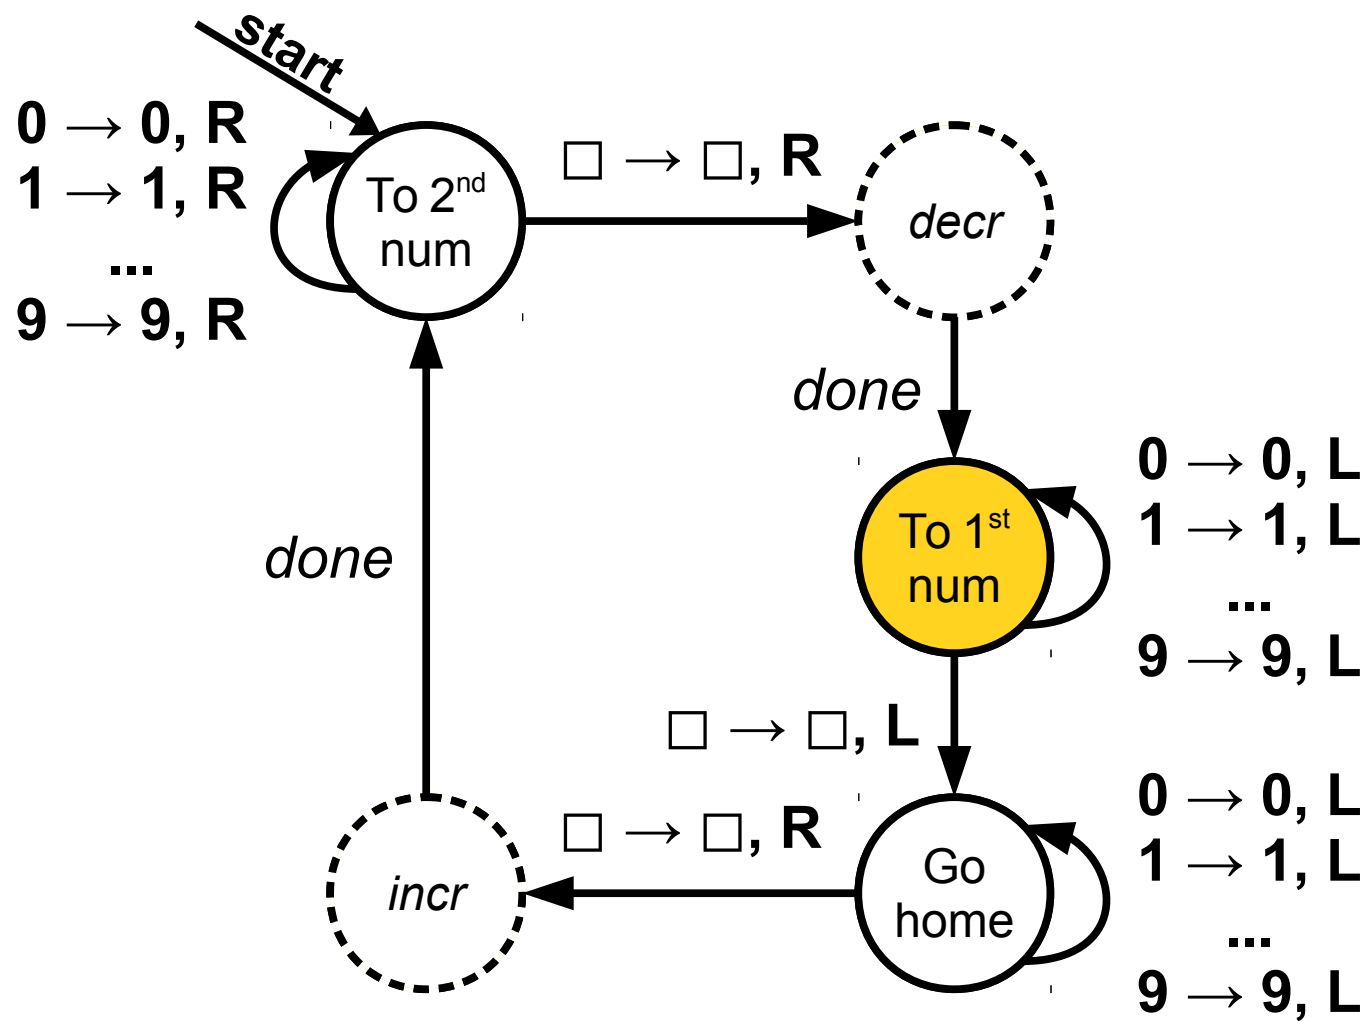 start
0 → 0, R
1 → 1, R
...
9 → 9, R
To 2nd
num
□ → □, R
decr
done
To 1st
num
0 → 0, L
1 → 1, L
...
9 → 9, L
done
□ → □, L
□ → □, R
incr
Go
home
0 → 0, L
1 → 1, L
...
9 → 9, L